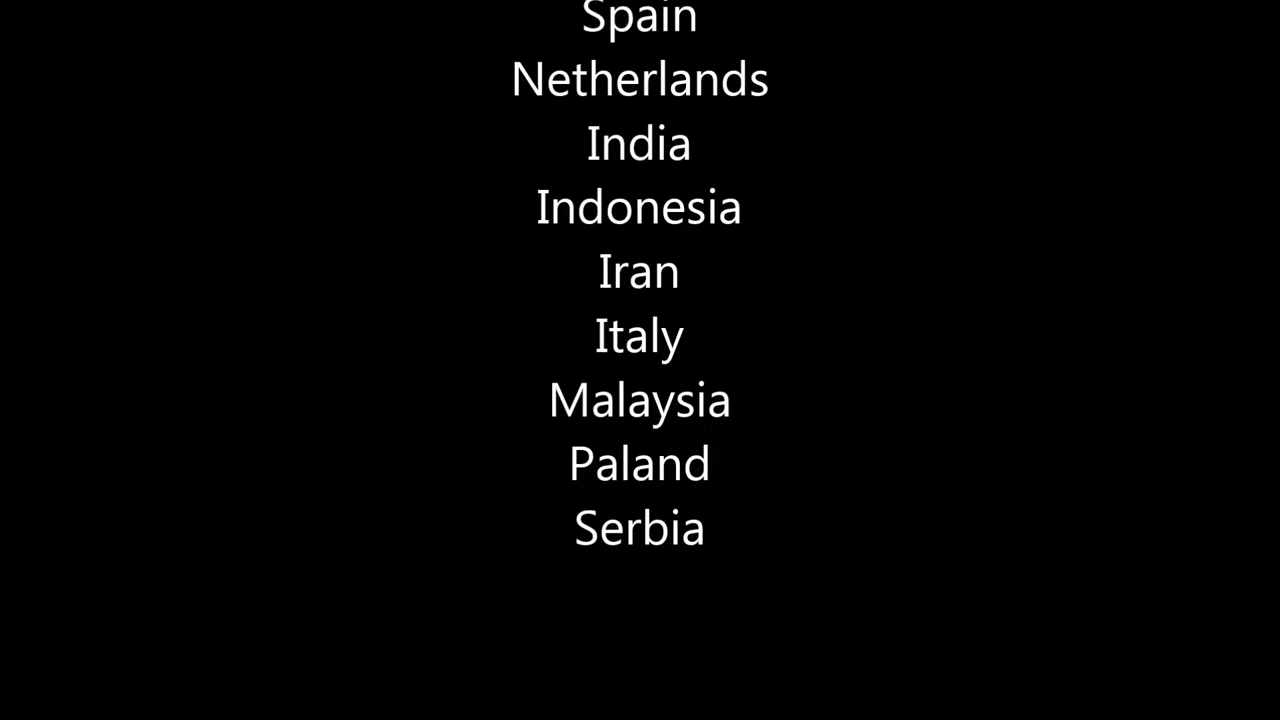 Spain
Netherlands
India
Indonesia
Iran
Italy
Malaysia
Paland
Serbia